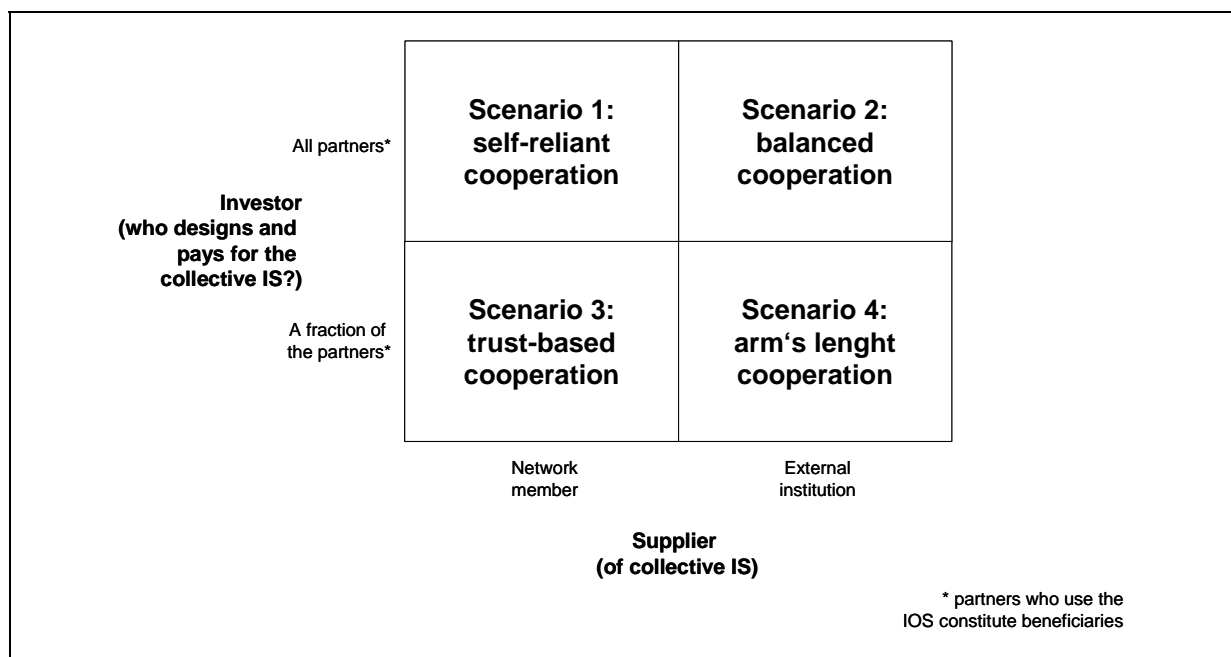 Scenario 1:
self-reliant
cooperation
Scenario 2:
balanced
cooperation
All partners*
Investor
(who designs and
pays for the
collective IS?)
A fraction of
the partners*
Scenario 3:
trust-based
cooperation
Scenario 4:
arm‘s lenght
cooperation
Network
member
External
institution
Supplier
(of collective IS)
* partners who use the
IOS constitute beneficiaries